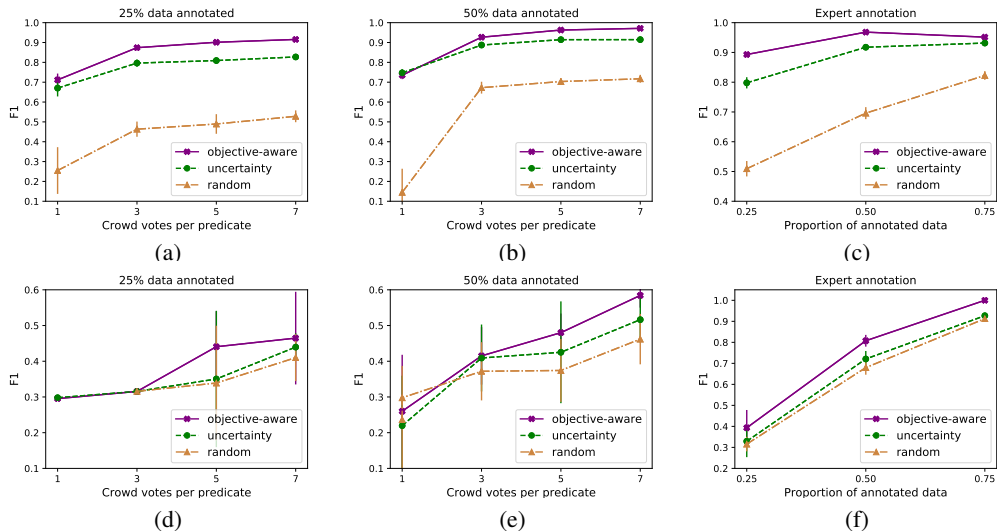 25% data annotated
1.0
0.9
0.8
0.7
0.6
0.5
0.4
0.3
0.2
0.1
F1
objective-aware
uncertainty
random
1 3 5 7
Crowd votes per predicate
(a)
50% data annotated
1.0
0.9
0.8
0.7
0.6
0.5
0.4
0.3
0.2
0.1
F1
objective-aware
uncertainty
random
1 3 5 7
Crowd votes per predicate
(b)
Expert annotation
1.0
0.9
0.8
0.7
0.6
0.5
0.4
F1
objective-aware
uncertainty
random
0.25 0.50 0.75
Proportion of annotated data
(c)
25% data annotated
0.6
0.5
0.4
0.3
0.2
0.1
F1
objective-aware
uncertainty
random
1 3 5 7
Crowd votes per predicate
(d)
50% data annotated
0.6
0.5
0.4
0.3
0.2
0.1
F1
objective-aware
uncertainty
random
1 3 5 7
Crowd votes per predicate
(e)
Expert annotation
1.0
0.9
0.8
0.7
0.6
0.5
0.4
0.3
0.2
F1
objective-aware
uncertainty
random
0.25 0.50 0.75
Proportion of annotated data
(f)